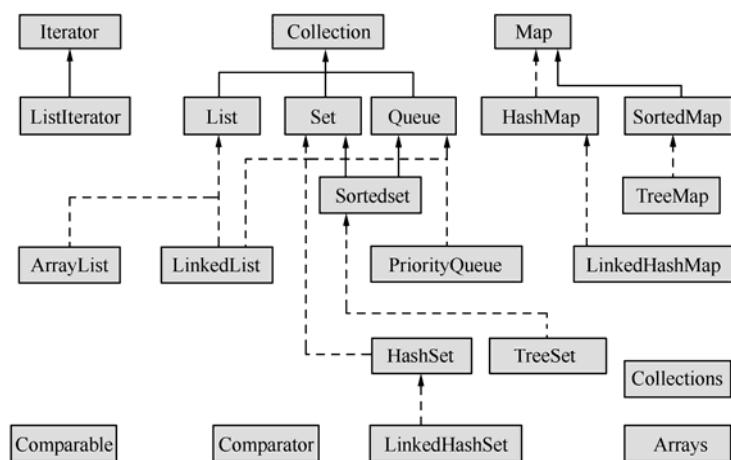 Iterator
Collection
Map
ListIterator
List
Set
Queue
HashMap
SortedMap
Sortedset
TreeMap
ArrayList
LinkedList
PriorityQueue
LinkedHashMap
HashSet
TreeSet
Collections
Comparable
Comparator
LinkedHashSet
Arrays